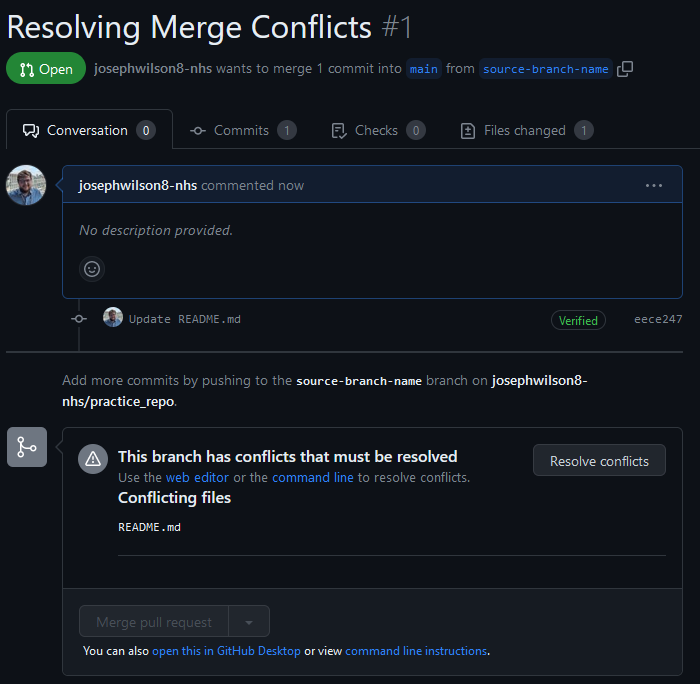 Resolving Merge Conflicts #1
Open josephwilson8-nhs wants to merge 1 commit into main from source-branch-name
Conversation 0 Commits 1 Checks 0 Files changed 1
josephwilson8-nhs commented now
No description provided.
Update README.md Verified eece247
Add more commits by pushing to the source-branch-name branch on josephwilson8-
nhs/practice_repo.
This branch has conflicts that must be resolved
Resolve conflicts
Use the web editor or the command line to resolve conflicts.
Conflicting files
README.md
Merge pull request
You can also open this in GitHub Desktop or view command line instructions.